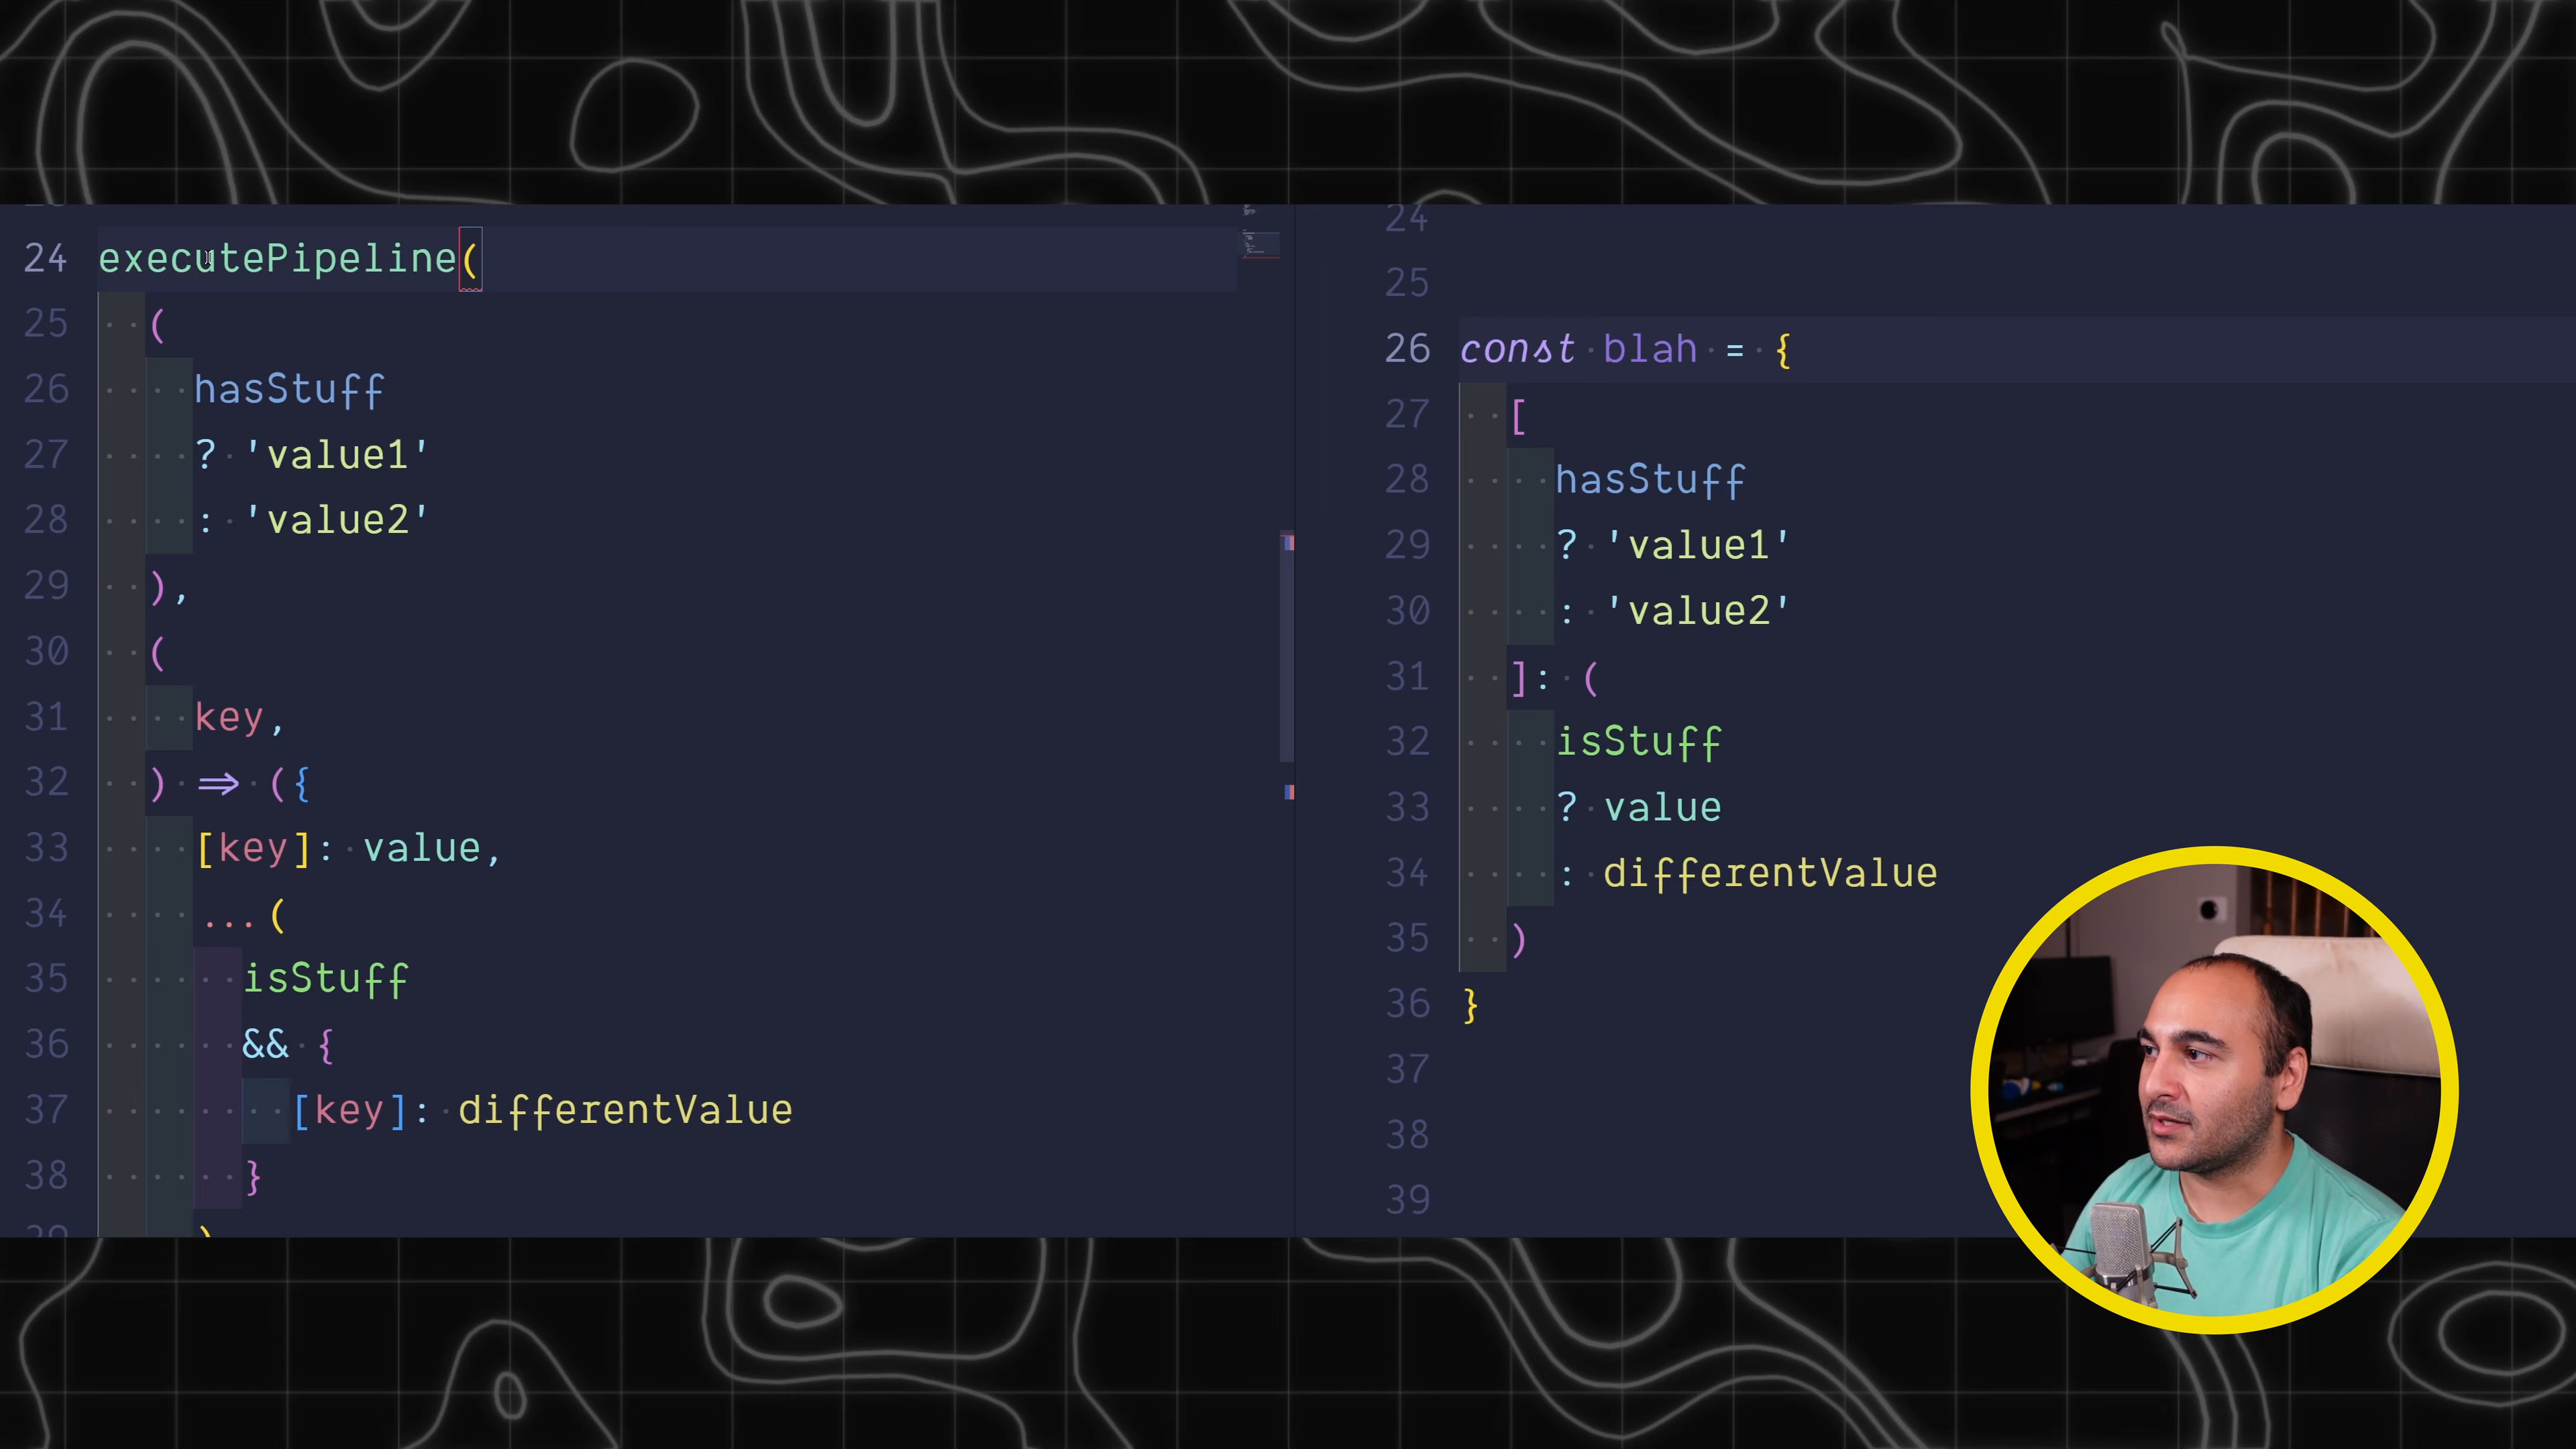 24 executePipeline(
25 (
26 hasStuff
27 ? 'value1'
28 : 'value2'
29 ),
30 (
31 key,
32 ) => ({
33 [key]: value,
34 ...(
35 isStuff
36 && {
37 [key]: differentValue
38 }
39 )
24
25
26 const blah = {
27 [
28 hasStuff
29 ? 'value1'
30 : 'value2'
31 ]: (
32 isStuff
33 ? value
34 : differentValue
35 )
36 }
37
38
39